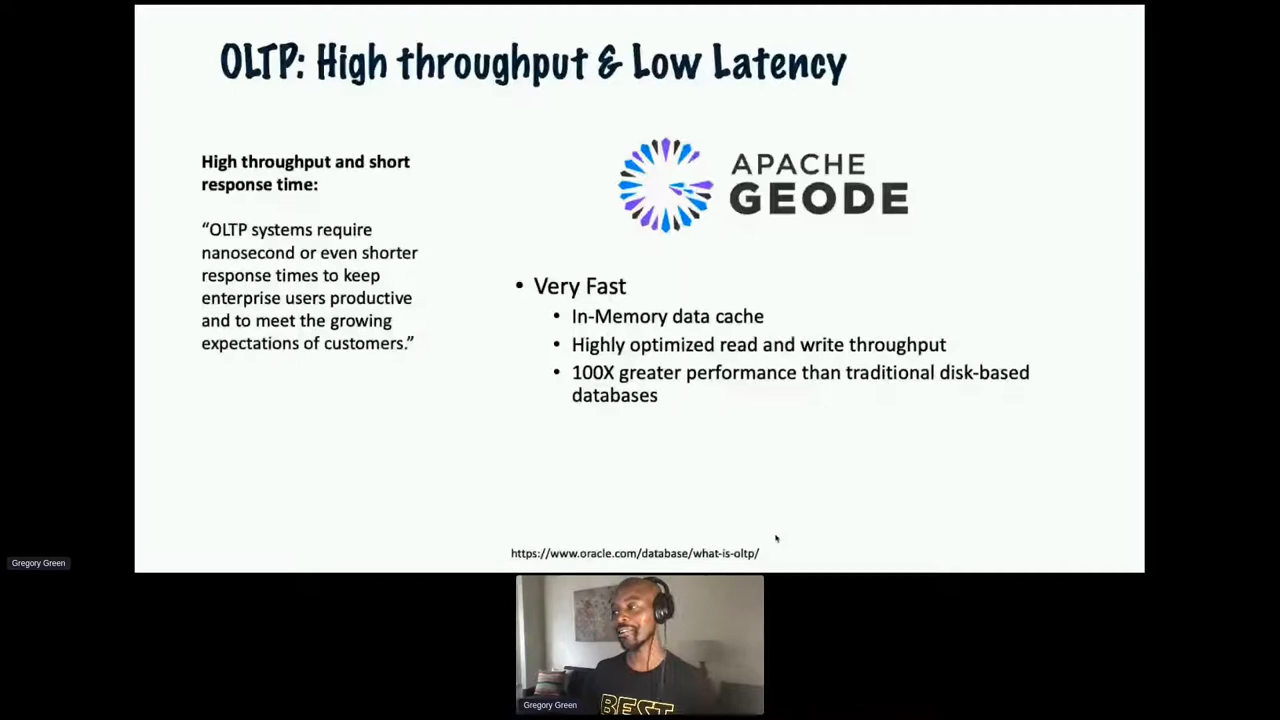 OLTP: High throughput & Low Latency
High throughput and short
response time:
“OLTP systems require
nanosecond or even shorter
response times to keep
enterprise users productive
and to meet the growing
expectations of customers.”
APACHE
GEODE
• Very Fast
• In-Memory data cache
• Highly optimized read and write throughput
• 100X greater performance than traditional disk-based
databases
https://www.oracle.com/database/what-is-oltp/
Gregory Green
BEST
Gregory Green